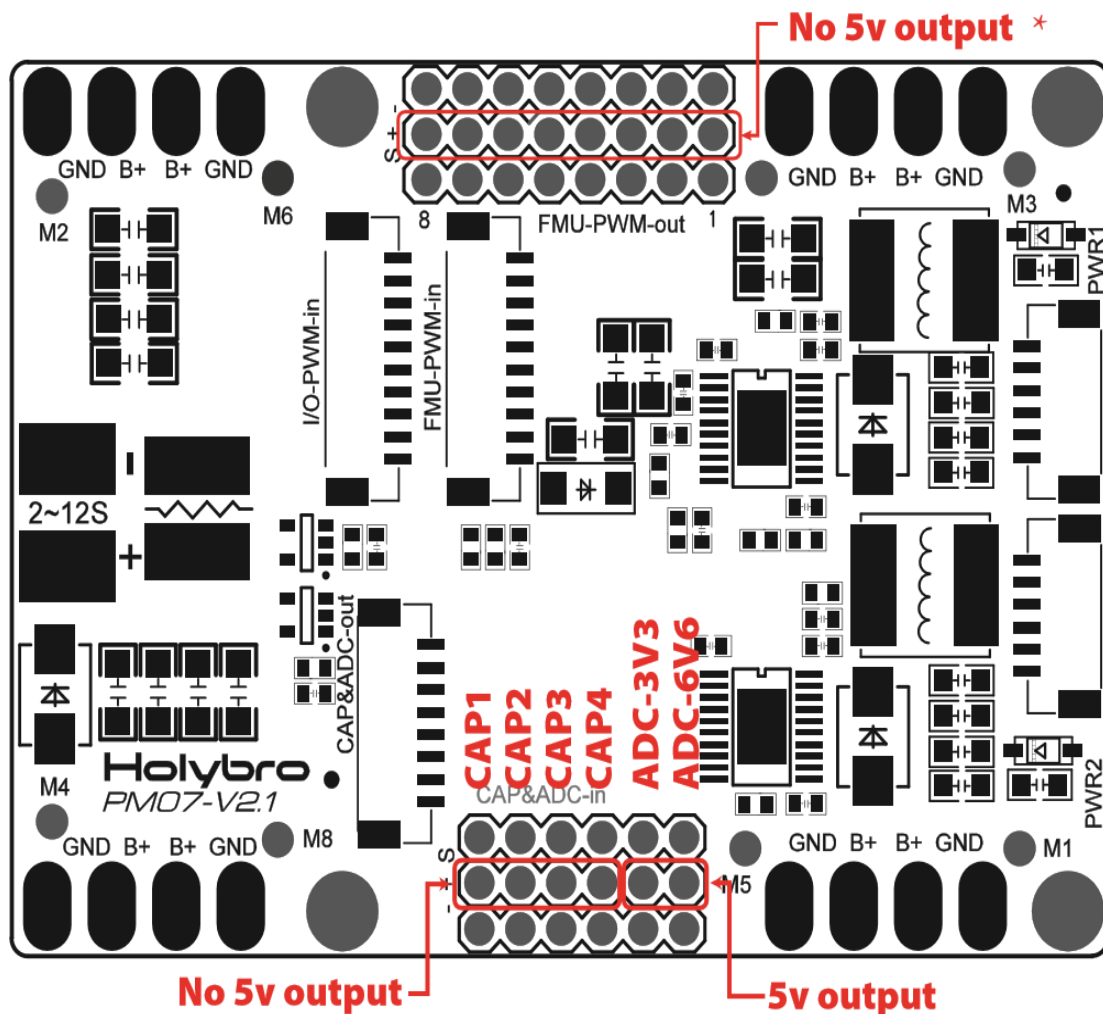 No 5v output *
- + S
GND B+ B+ GND
GND B+ B+ GND
M2
M6
M3
8 FMU-PWM-out 1
PWR1
I/O-PWM-in
FMU-PWM-in
-
2~12S
+
CAP&ADC-out
CAP1
CAP2
CAP3
CAP4
ADC-3V3
ADC-6V6
Holybro
PM07-V2.1
M4
CAP&ADC-in
PWR2
GND B+ B+ GND
M8
S
+
-
M5
GND B+ B+ GND
M1
No 5v output
5v output